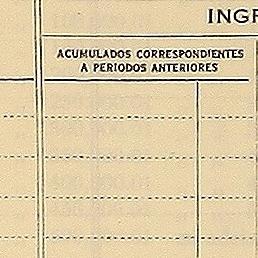 INGR
ACUMULADOS CORRESPONDIENTES
A PERIODOS ANTERIORES